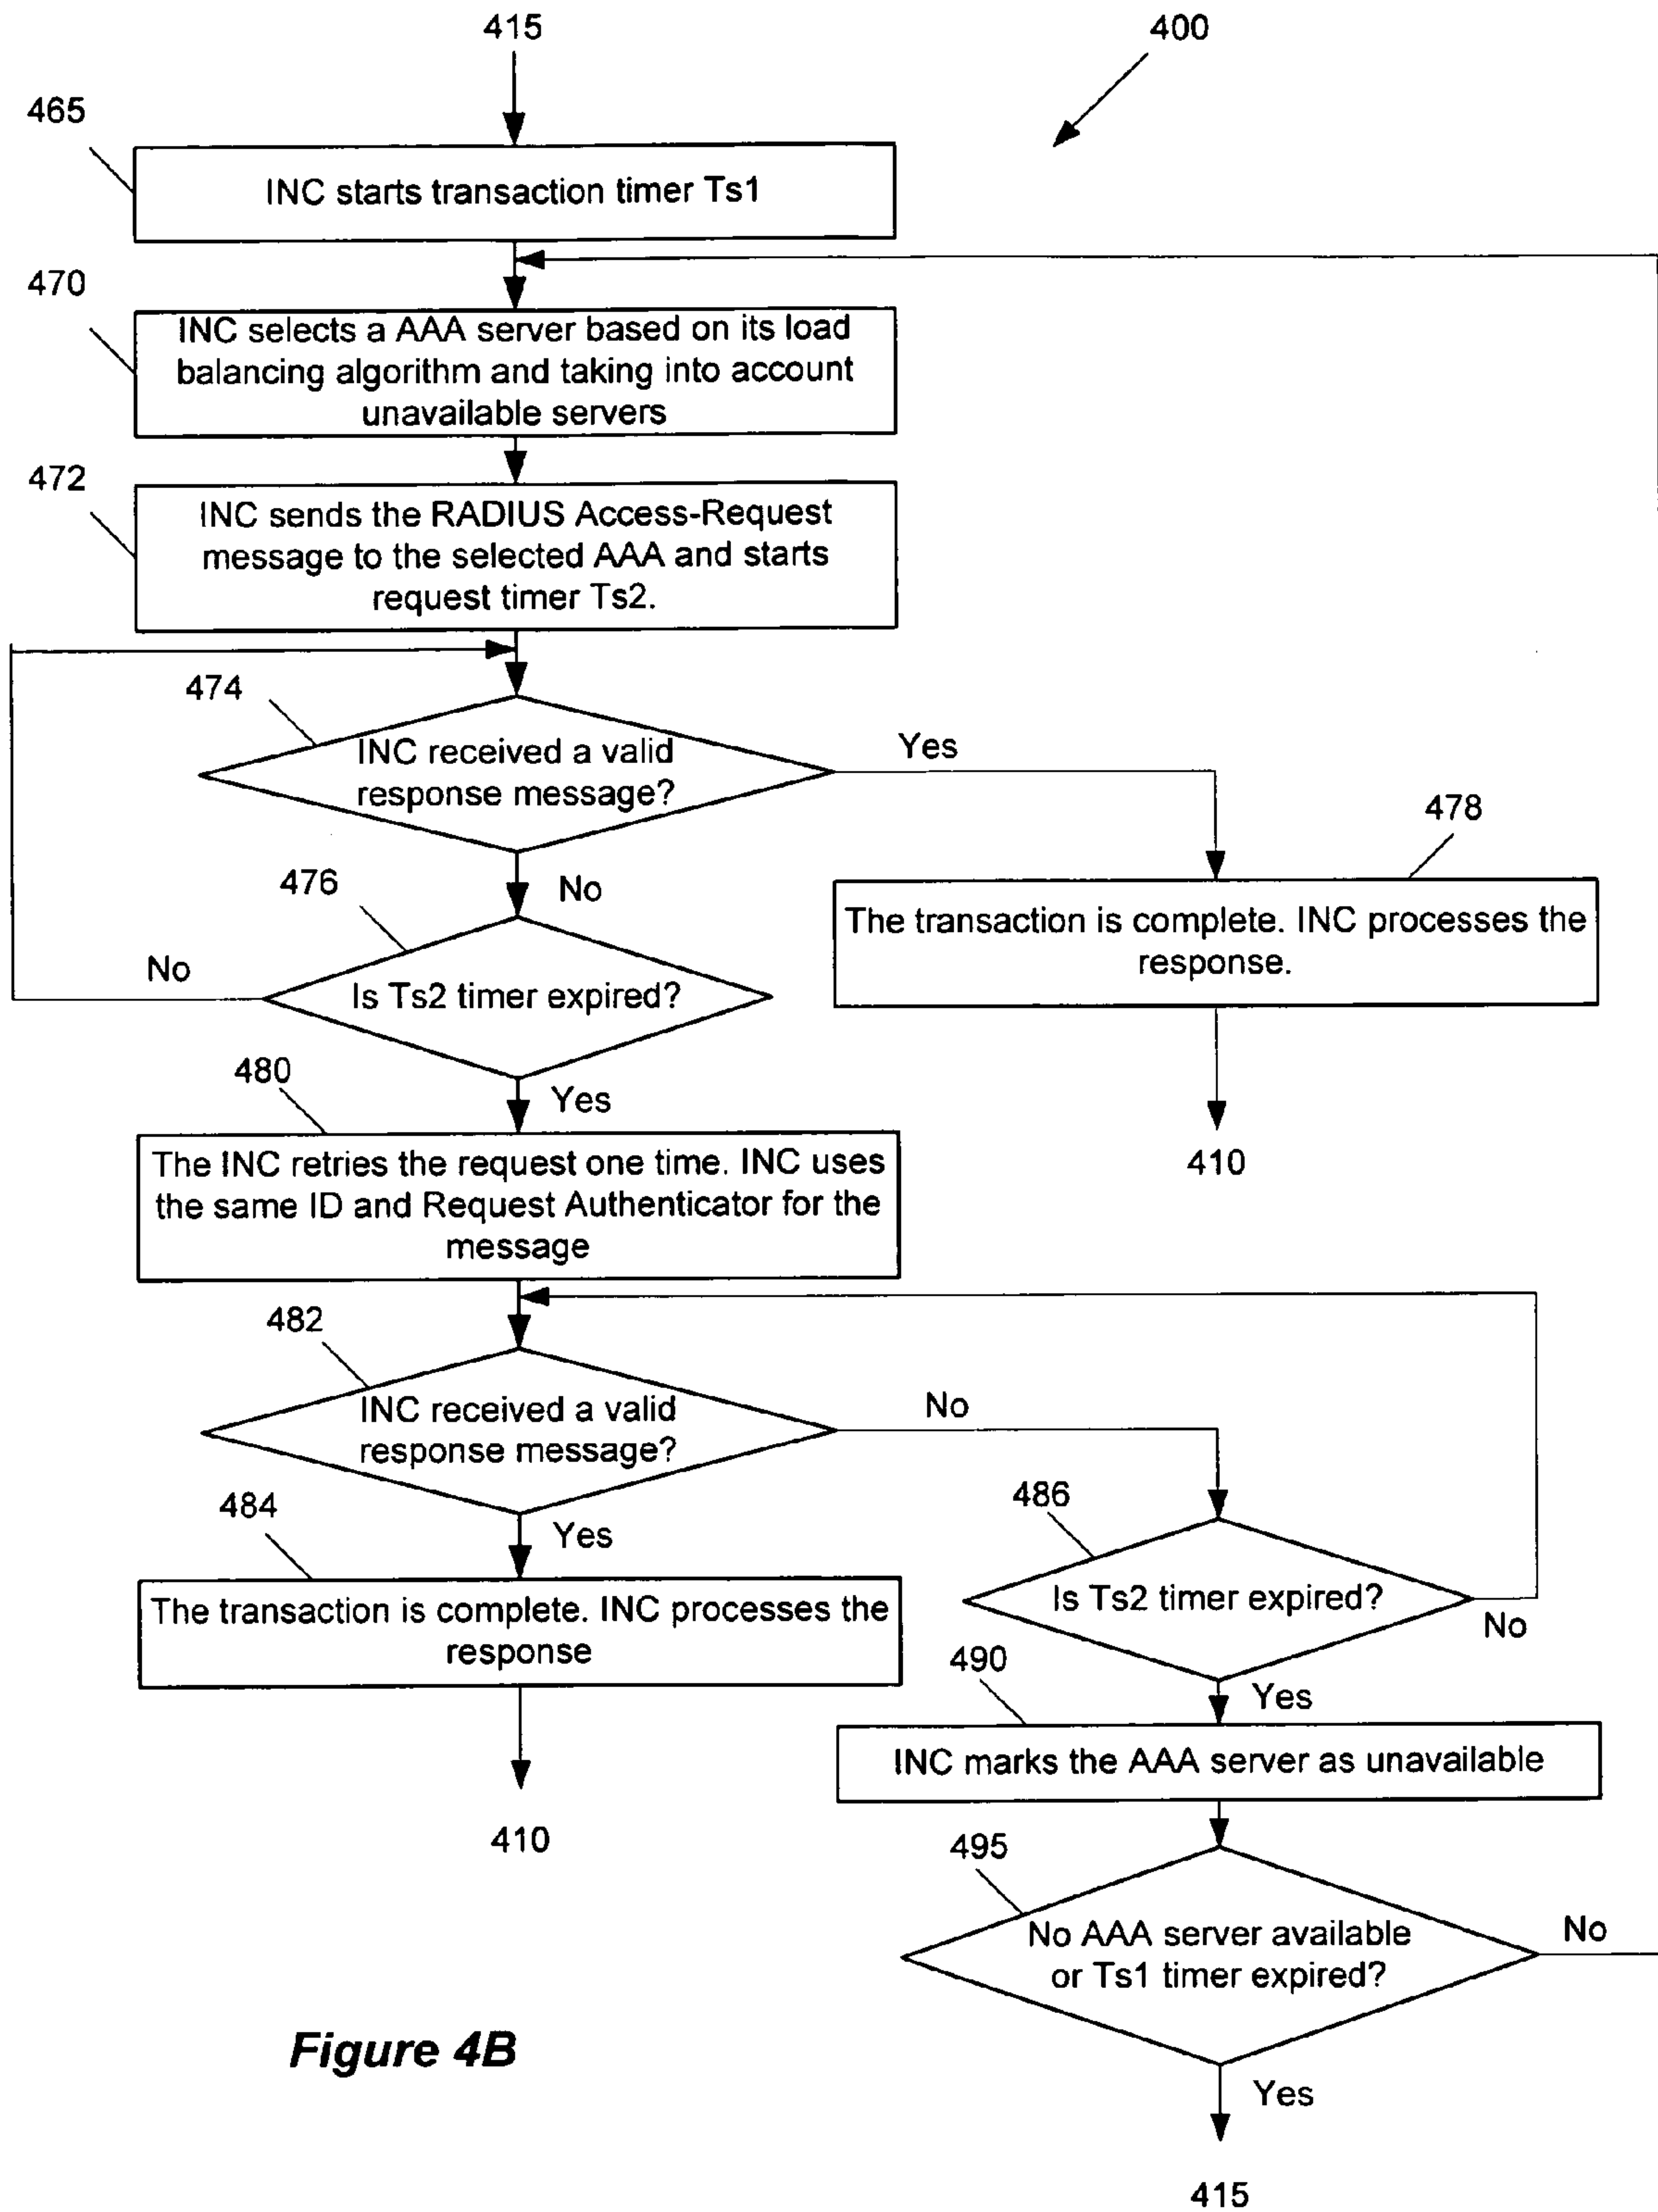 415
400
465
INC starts transaction timer Ts1
470
INC selects a AAA server based on its load
balancing algorithm and taking into account
unavailable servers
472
INC sends the RADIUS Access-Request
message to the selected AAA and starts
request timer Ts2.
474
INC received a valid
response message?
Yes
478
476
No
The transaction is complete. INC processes the
response.
No
Is Ts2 timer expired?
480
Yes
410
The INC retries the request one time. INC uses
the same ID and Request Authenticator for the
message
482
INC received a valid
response message?
No
484
486
Yes
The transaction is complete. INC processes the
response
Is Ts2 timer expired?
No
490
Yes
INC marks the AAA server as unavailable
410
495
No AAA server available
or Ts1 timer expired?
No
Figure 4B
Yes
415